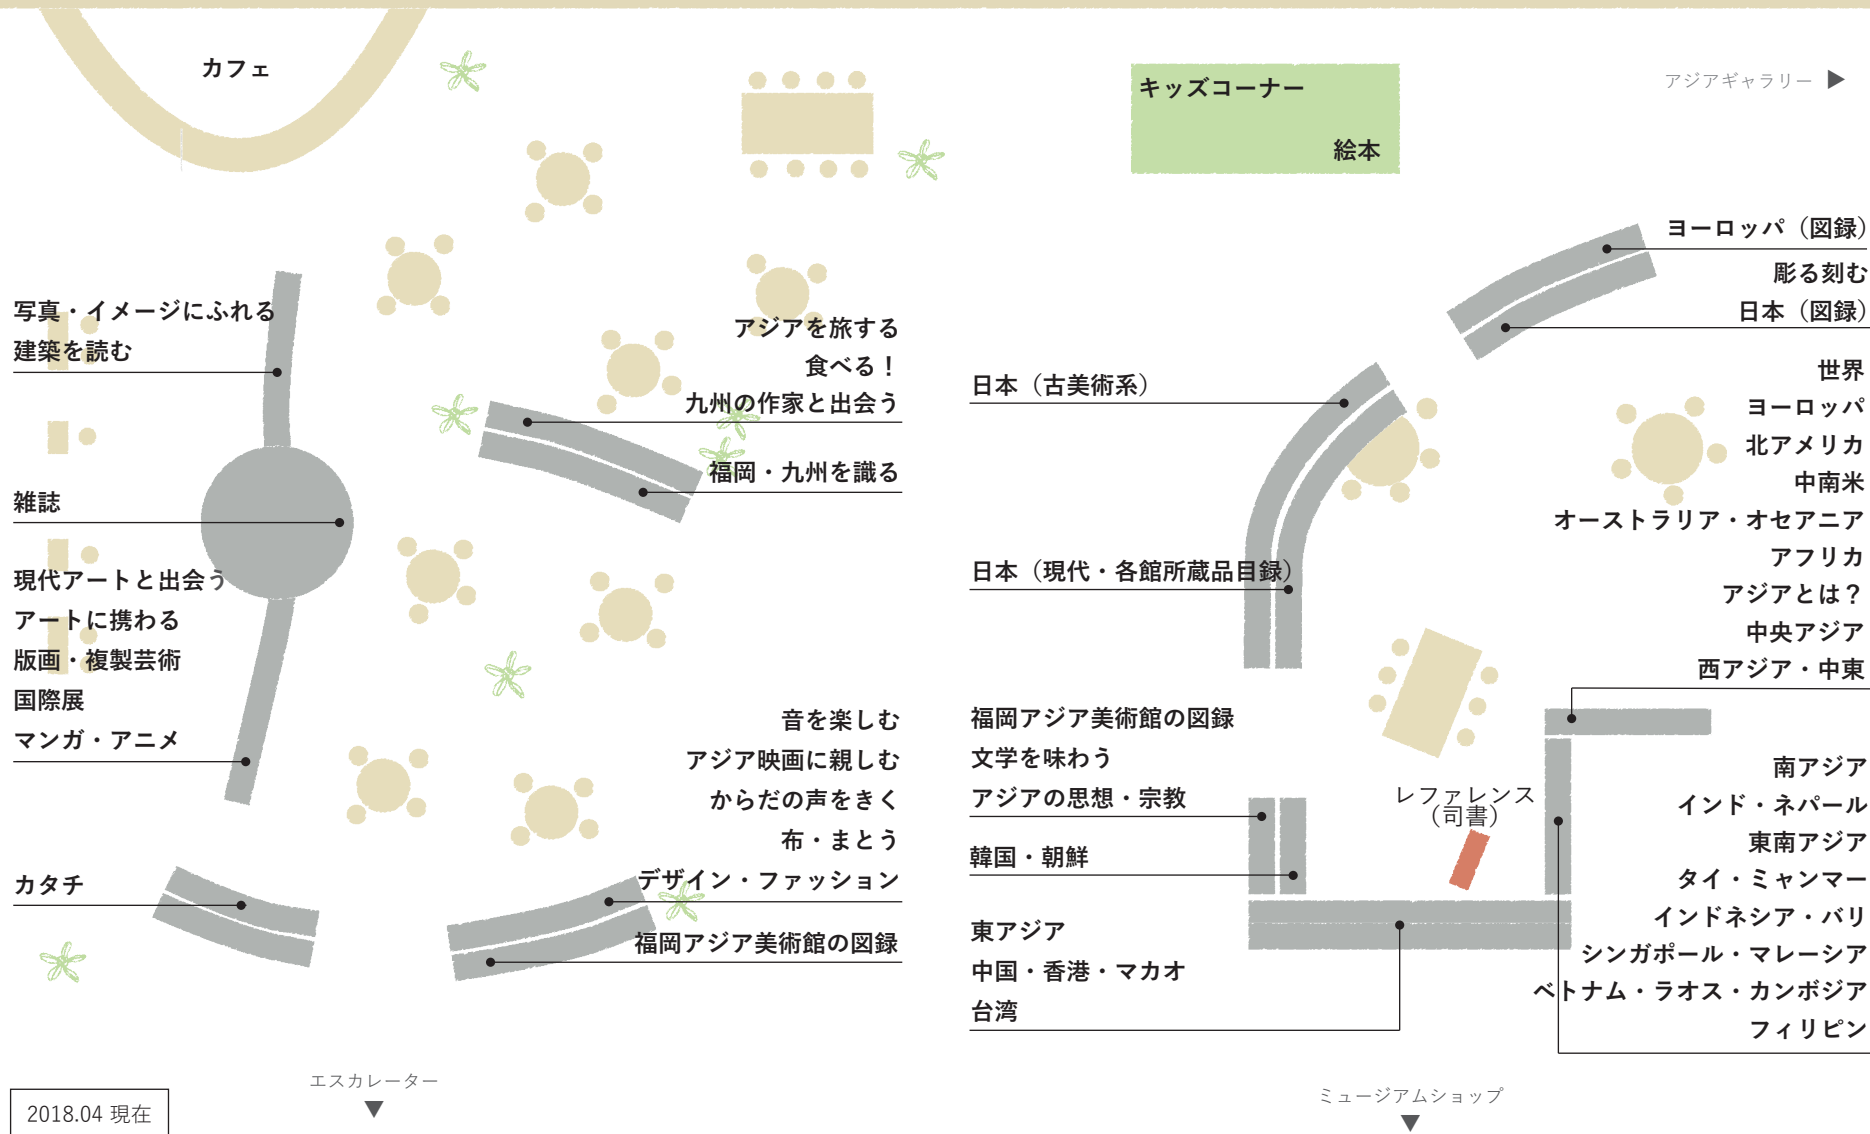 カフェ
キッズコーナー
絵本
アジアギャラリー ▶
写真・イメージにふれる
建築を読む
雑誌
現代アートと出会う
アートに携わる
版画・複製芸術
国際展
マンガ・アニメ
カタチ
アジアを旅する
食べる！
九州の作家と出会う
福岡・九州を識る
音を楽しむ
アジア映画に親しむ
からだの声をきく
布・まとう
デザイン・ファッション
福岡アジア美術館の図録
日本（古美術系）
日本（現代・各館所蔵品目録）
福岡アジア美術館の図録
文学を味わう
アジアの思想・宗教
韓国・朝鮮
東アジア
中国・香港・マカオ
台湾
レファレンス
（司書）
ヨーロッパ（図録）
彫る刻む
日本（図録）
世界
ヨーロッパ
北アメリカ
中南米
オーストラリア・オセアニア
アフリカ
アジアとは？
中央アジア
西アジア・中東
南アジア
インド・ネパール
東南アジア
タイ・ミャンマー
インドネシア・バリ
シンガポール・マレーシア
ベトナム・ラオス・カンボジア
フィリピン
エスカレーター
▼
ミュージアムショップ
▼
2018.04 現在